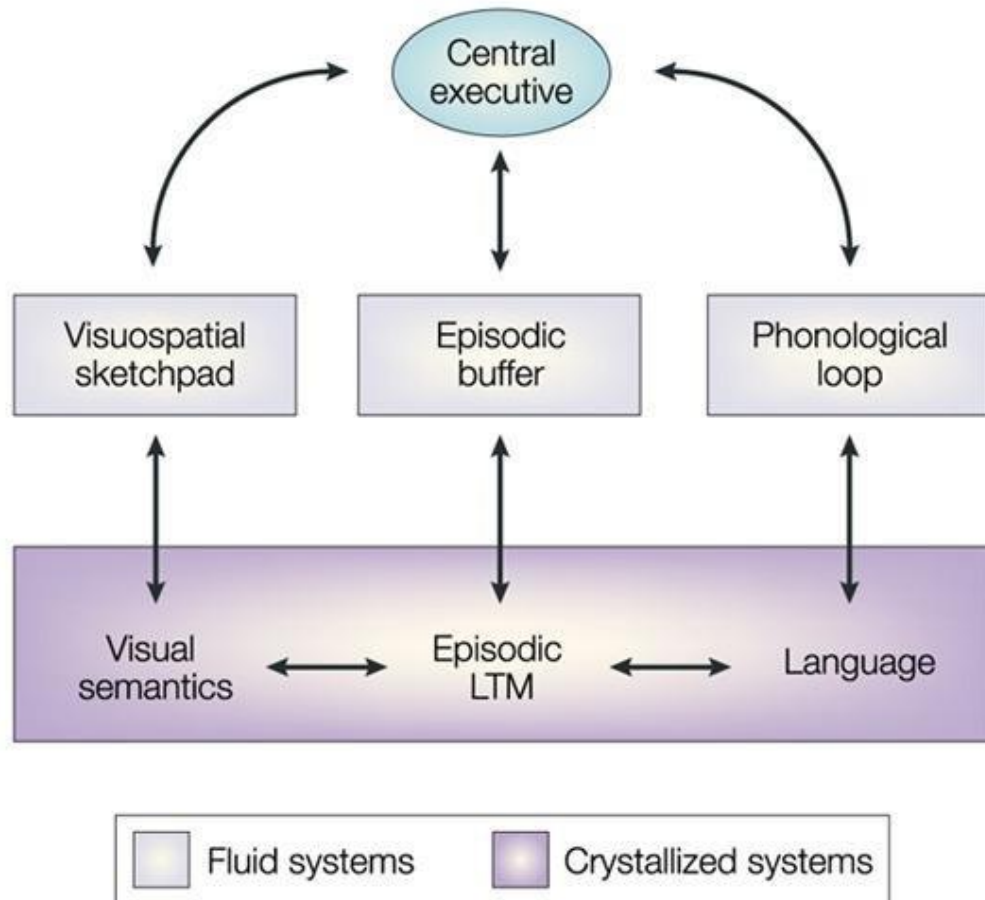 Central
executive
Visuospatial
sketchpad
Episodic
buffer
Phonological
loop
Visual
semantics
Episodic
LTM
Language
Fluid systems
Crystallized systems